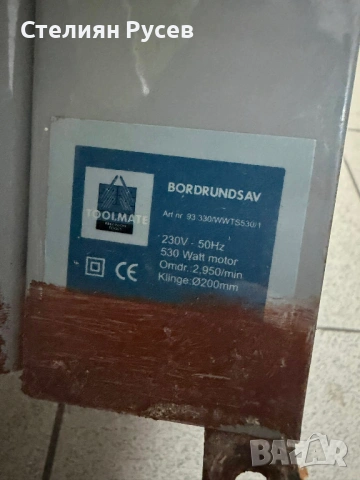 Стелиян Русев
BORDRUNDSAV
TOOLMATE
Art nr. 93 330/WWTS530/1
230V - 50Hz
530 Watt motor
Omdr.:2,950/min
Klinge:Ø200mm
CE
BAZAR